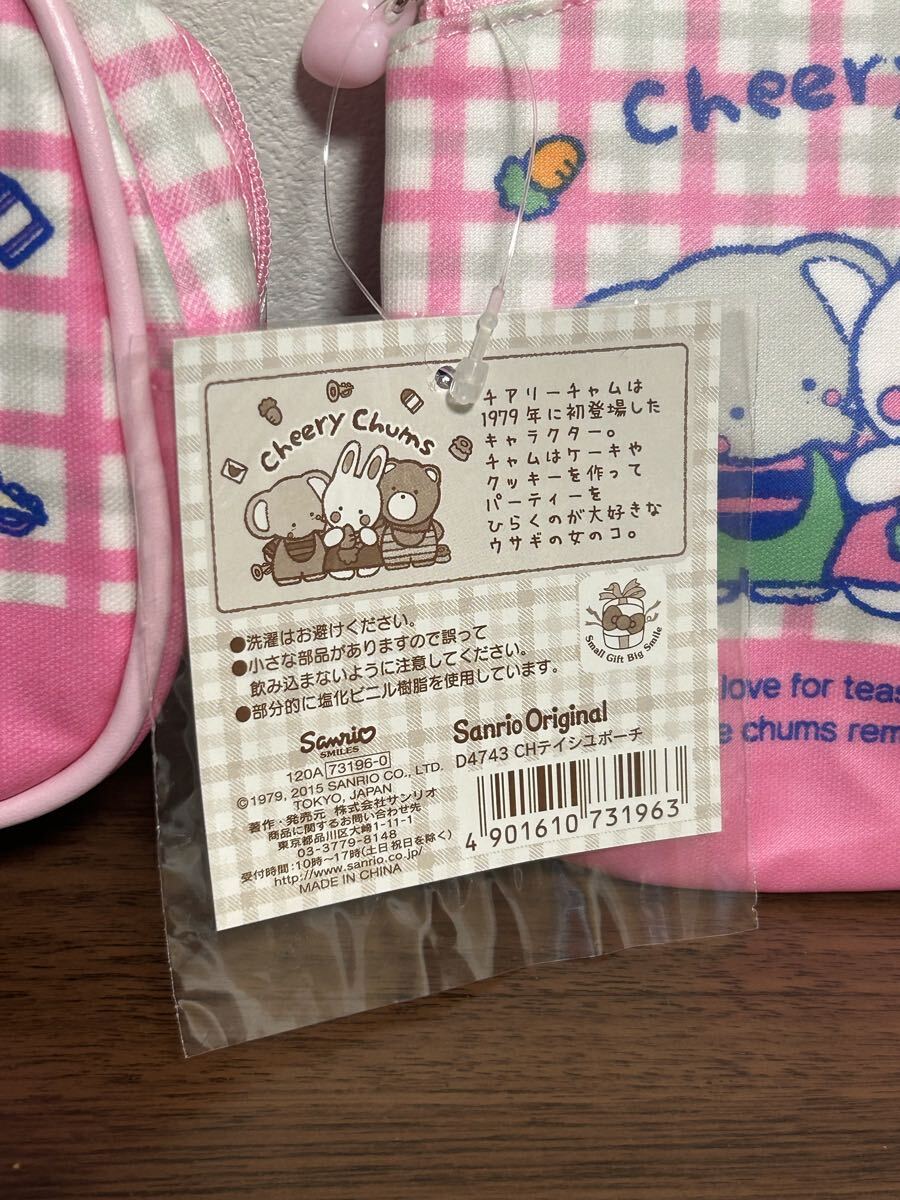 Cheery
love for teas
chums rem
Cheery Chums
チアリーチャムは
1979年に初登場した
キャラクター。
チャムはケーキや
クッキーを作って
パーティーを
ひらくのが大好きな
ウサギの女のコ。
●洗濯はお避けください。
●小さな部品がありますので誤って
飲み込まないように注意してください。
●部分的に塩化ビニル樹脂を使用しています。
Small Gift Big Smile
Sanrio
SMILES
120A 73196-0
©1979, 2015 SANRIO CO., LTD.
TOKYO, JAPAN
著作・発売元 株式会社サンリオ
商品に関するお問い合わせ先
東京都品川区大崎1-11-1
03-3779-8148
受付時間:10時〜17時(土日祝日を除く)
http://www.sanrio.co.jp/
MADE IN CHINA
Sanrio Original
D4743 CHテイシユポーチ
4 901610 731963